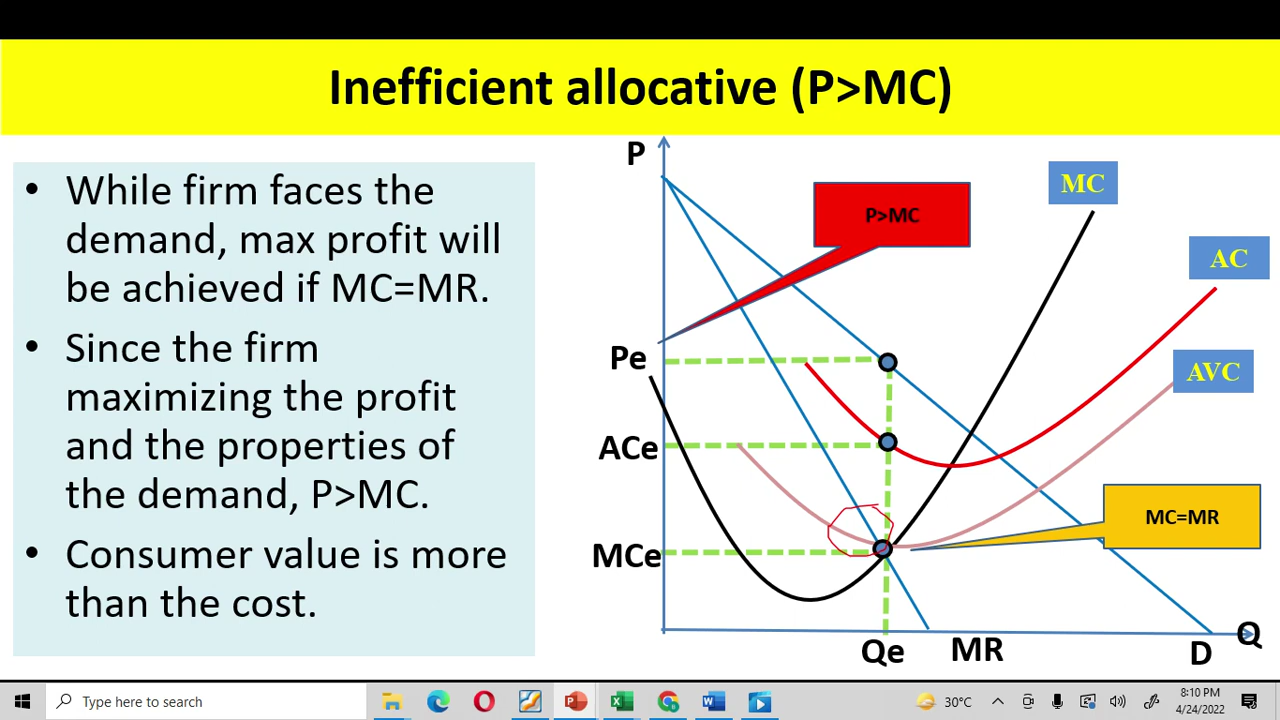 Inefficient allocative (P>MC)
• While firm faces the
demand, max profit will
be achieved if MC=MR.
• Since the firm
maximizing the profit
and the properties of
the demand, P>MC.
• Consumer value is more
than the cost.
P
P>MC
MC
AC
Pe
AVC
ACe
MC=MR
MCe
Q
Qe
MR
D
Type here to search
30°C
8:10 PM
4/24/2022